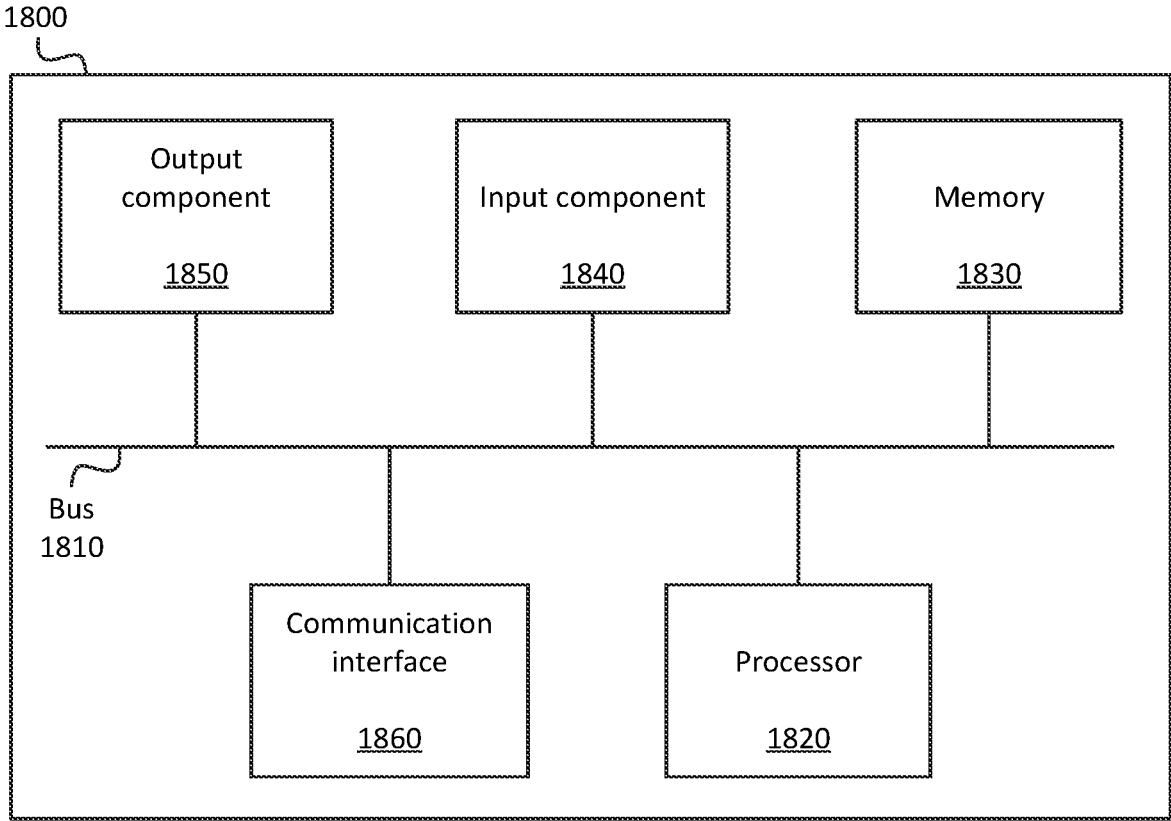 1800
Output
component
1850
Input component
1840
Memory
1830
Bus
1810
Communication
interface
1860
Processor
1820